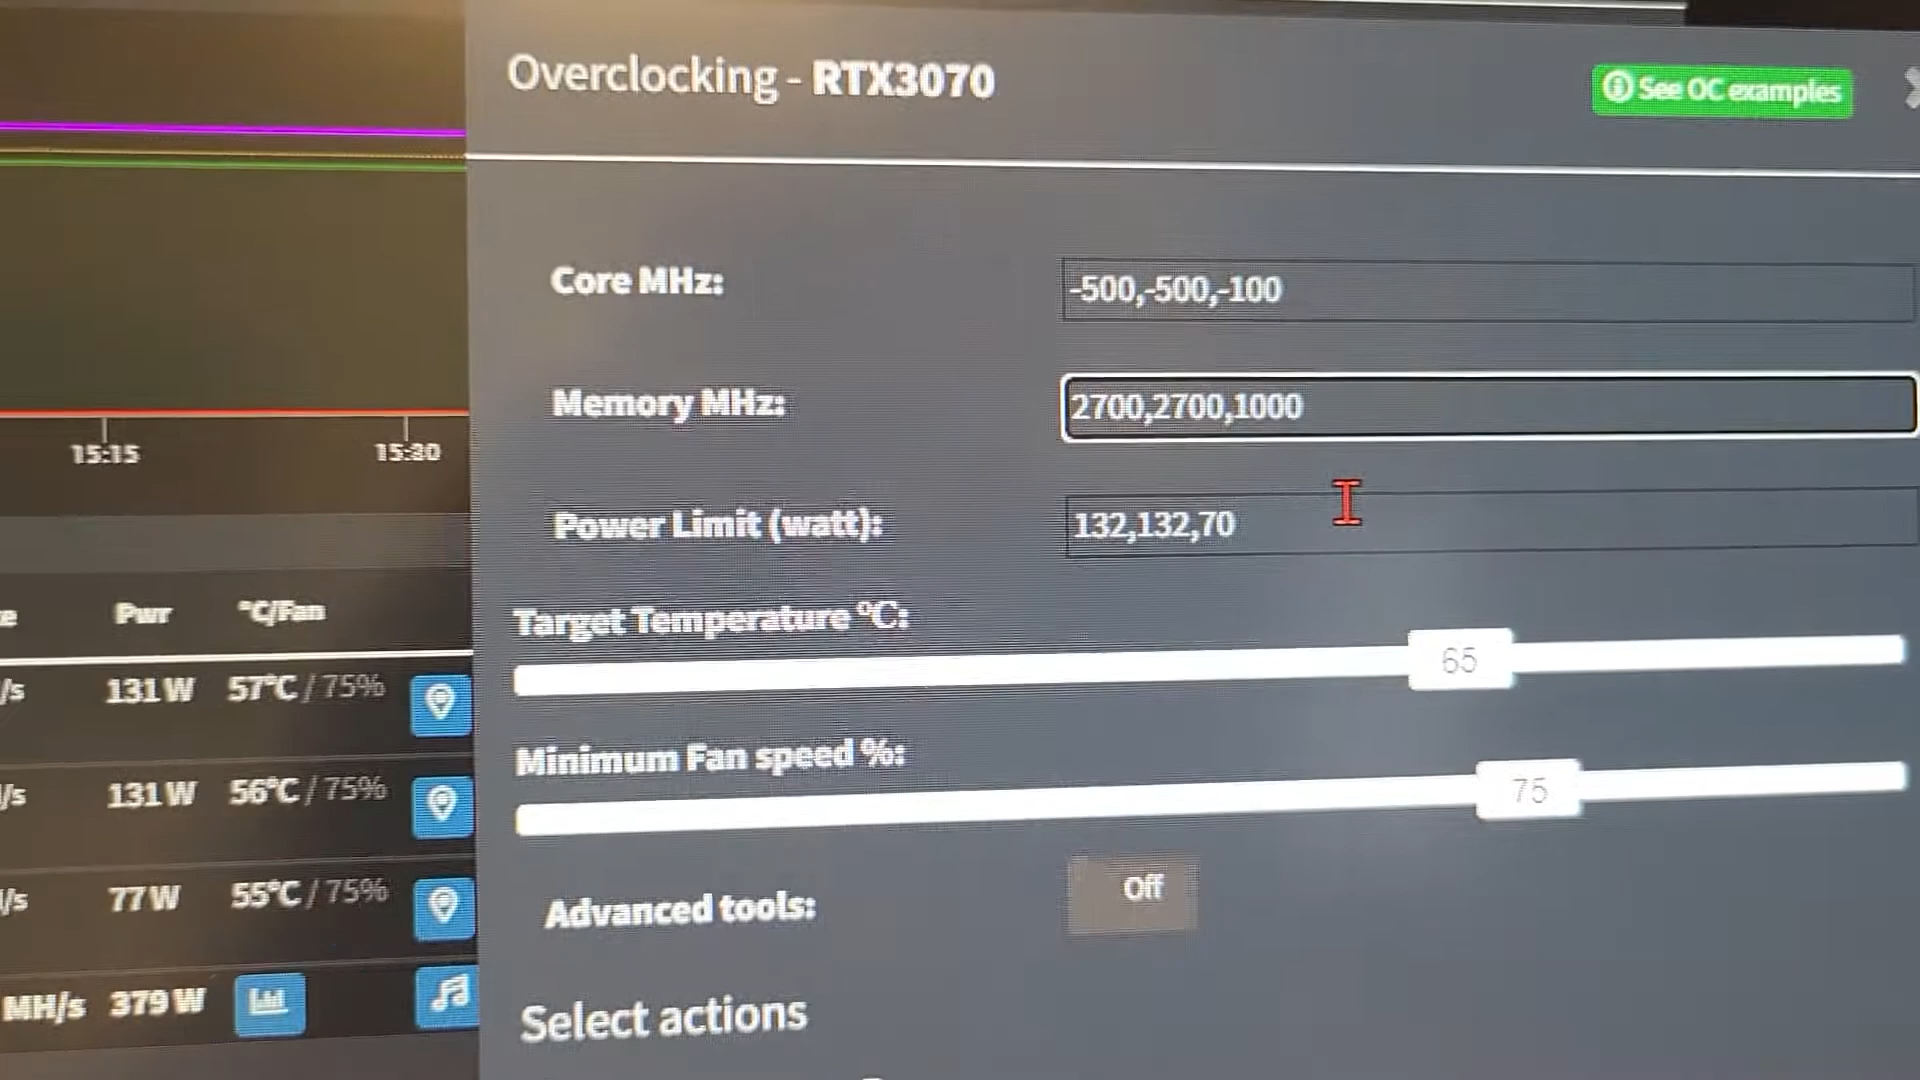 Overclocking - RTX3070
See OC examples
Core MHz:
-500,-500,-100
Memory MHz:
2700,2700,1000
Power Limit (watt):
132,132,70
Target Temperature °C:
65
Minimum Fan speed %:
75
Advanced tools:
Off
Select actions
15:15
15:30
Pwr
°C/Fan
/s 131 W 57°C / 75%
/s 131 W 56°C / 75%
/s 77 W 55°C / 75%
MH/s 379 W